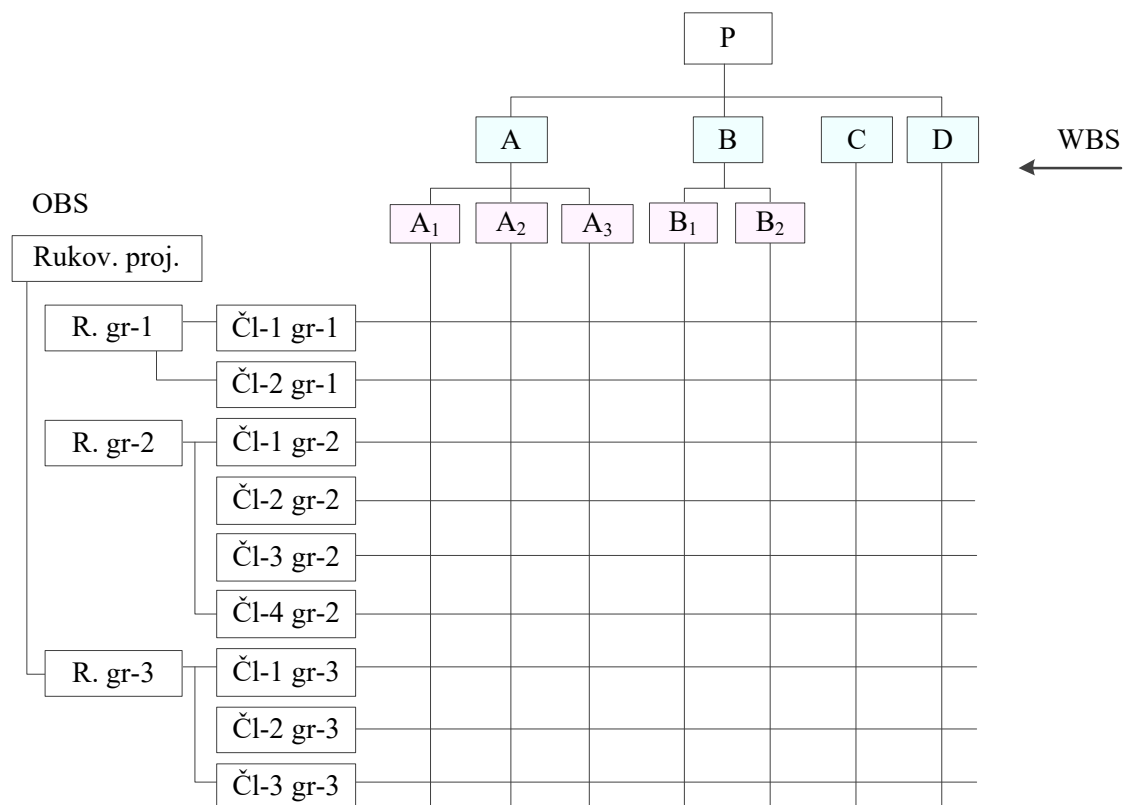 P
A B C D WBS
OBS
A₁ A₂ A₃ B₁ B₂
Rukov. proj.
R. gr-1 Čl-1 gr-1
Čl-2 gr-1
R. gr-2 Čl-1 gr-2
Čl-2 gr-2
Čl-3 gr-2
Čl-4 gr-2
R. gr-3 Čl-1 gr-3
Čl-2 gr-3
Čl-3 gr-3